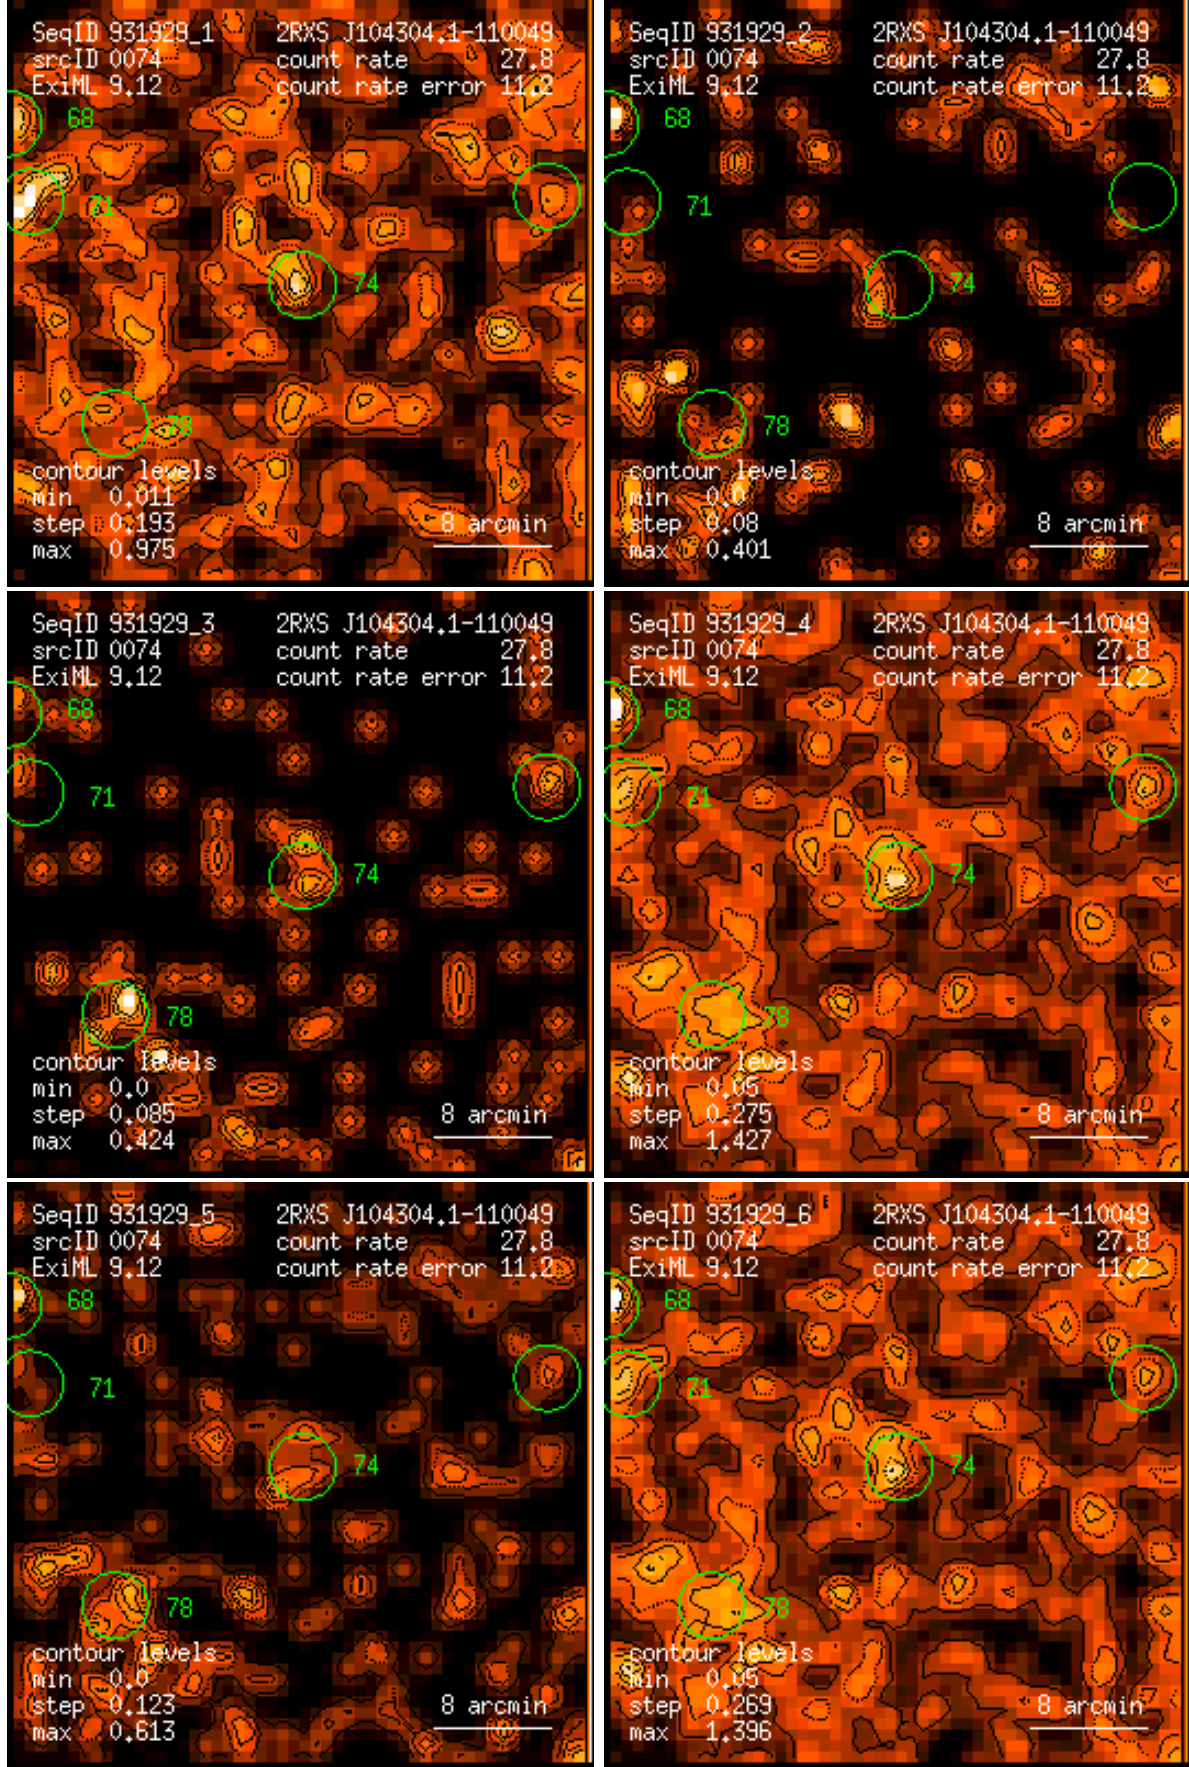 SeqID 931929_1 2RXS J104304.1-110049
srcID 0074 count rate 27.8
ExiML 9.12 count rate error 11.2
68
71
74
78
contour levels
min 0.011
step 0.193 8 arcmin
max 0.975
SeqID 931929_2 2RXS J104304.1-110049
srcID 0074 count rate 27.8
ExiML 9.12 count rate error 11.2
68
71
74
78
contour levels
min 0.0
step 0.08 8 arcmin
max 0.401
SeqID 931929_3 2RXS J104304.1-110049
srcID 0074 count rate 27.8
ExiML 9.12 count rate error 11.2
68
71
74
78
contour levels
min 0.0
step 0.085 8 arcmin
max 0.424
SeqID 931929_4 2RXS J104304.1-110049
srcID 0074 count rate 27.8
ExiML 9.12 count rate error 11.2
68
71
74
78
contour levels
min 0.05
step 0.275 8 arcmin
max 1.427
SeqID 931929_5 2RXS J104304.1-110049
srcID 0074 count rate 27.8
ExiML 9.12 count rate error 11.2
68
71
74
78
contour levels
min 0.0
step 0.123 8 arcmin
max 0.613
SeqID 931929_6 2RXS J104304.1-110049
srcID 0074 count rate 27.8
ExiML 9.12 count rate error 11.2
68
71
74
78
contour levels
min 0.05
step 0.269 8 arcmin
max 1.396